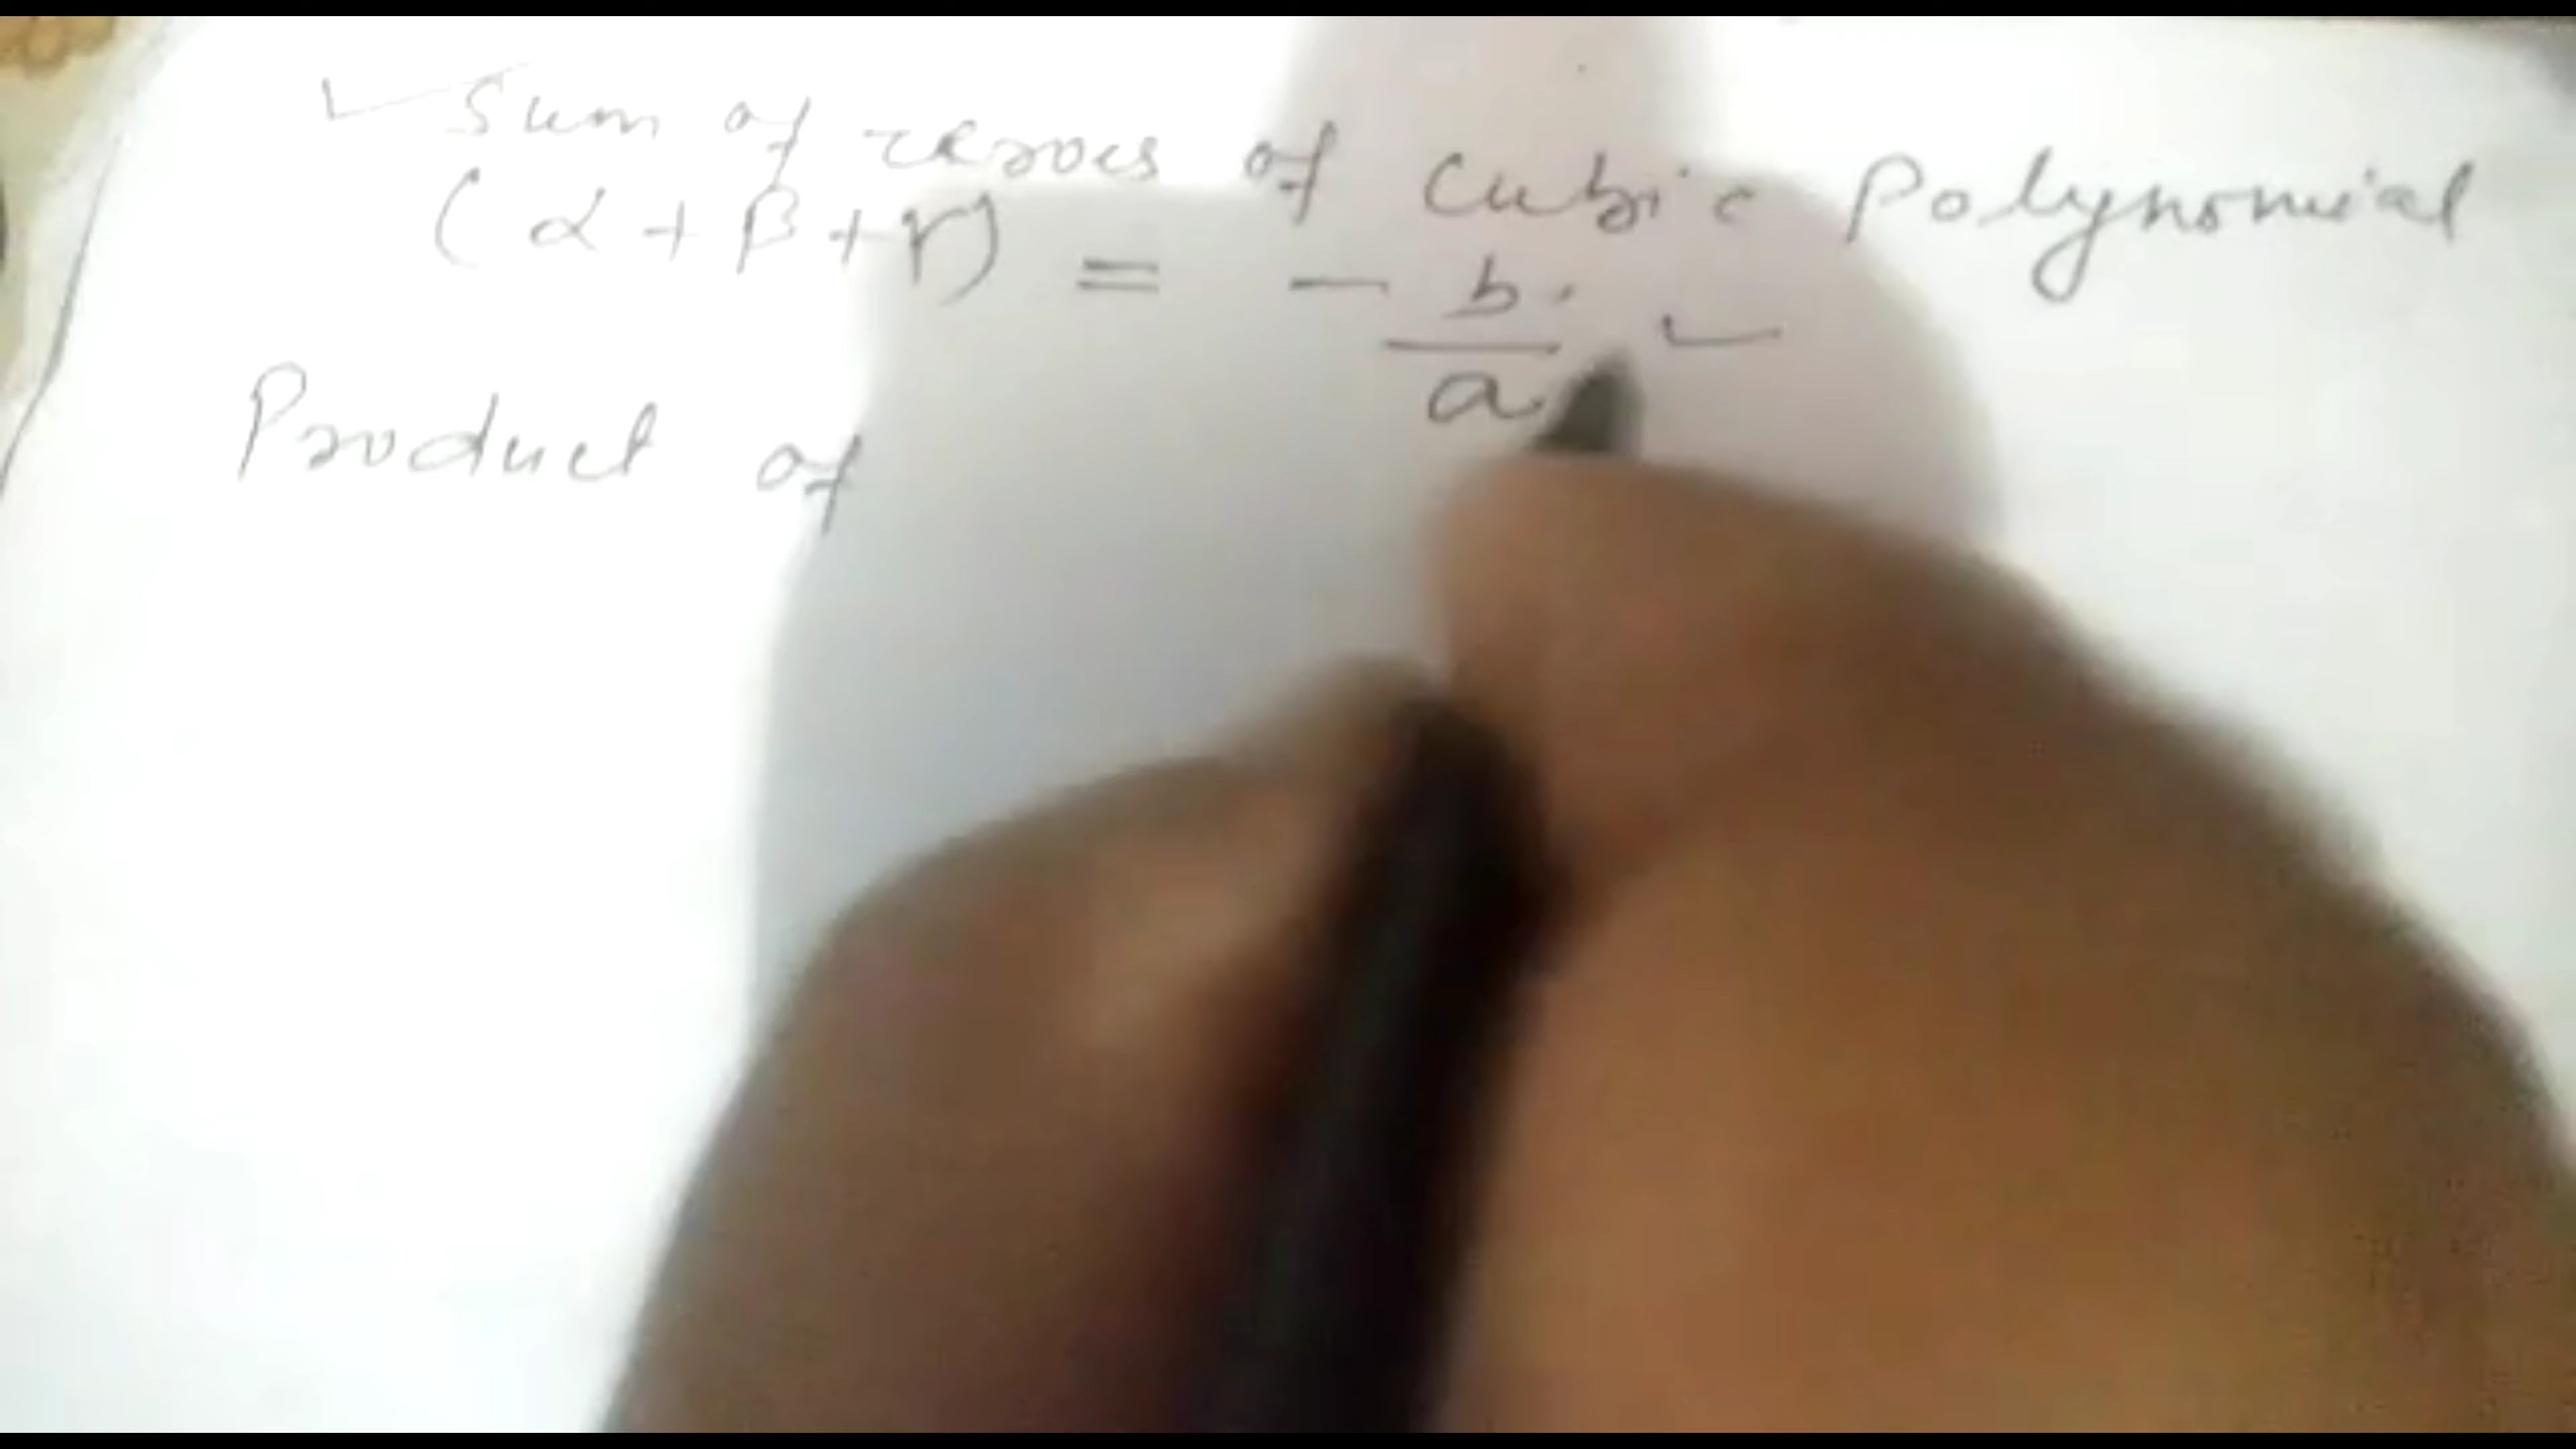 Sum of zeroes of Cubic Polynomial
(α + β + γ) = - b/a
Product of